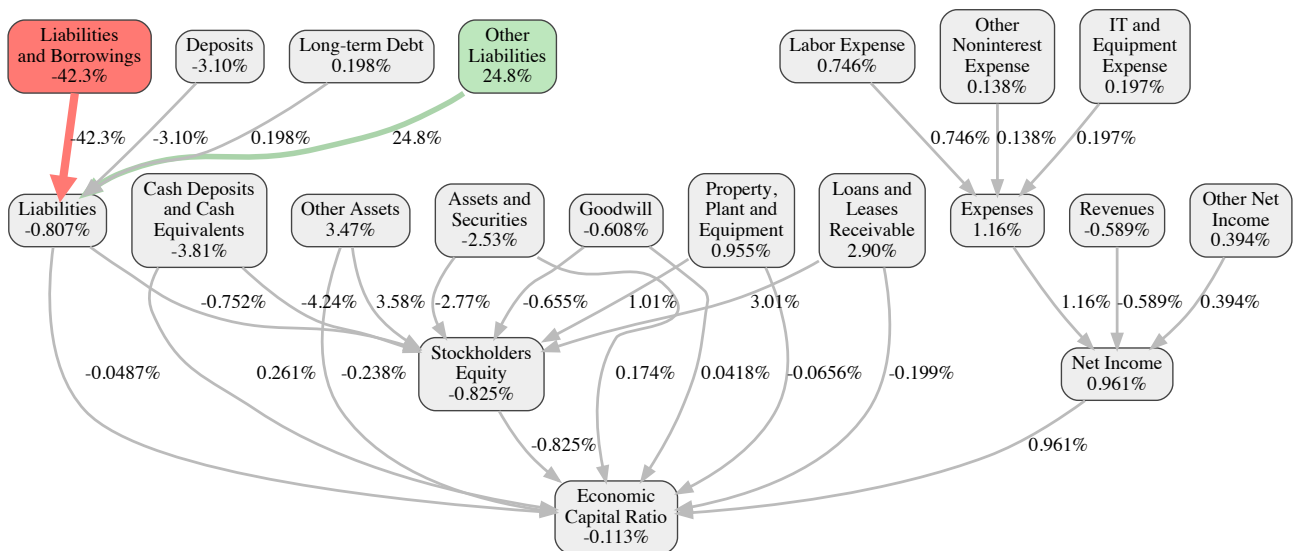 Liabilities
and Borrowings
-42.3%
Deposits
-3.10%
Long-term Debt
0.198%
Other
Liabilities
24.8%
Labor Expense
0.746%
Other
Noninterest
Expense
0.138%
IT and
Equipment
Expense
0.197%
-42.3%
-3.10%
0.198%
24.8%
0.746%
0.138%
0.197%
Liabilities
-0.807%
Cash Deposits
and Cash
Equivalents
-3.81%
Other Assets
3.47%
Assets and
Securities
-2.53%
Goodwill
-0.608%
Property,
Plant and
Equipment
0.955%
Loans and
Leases
Receivable
2.90%
Expenses
1.16%
Revenues
-0.589%
Other Net
Income
0.394%
-0.752%
-4.24%
3.58%
-2.77%
-0.655%
1.01%
3.01%
1.16%
-0.589%
0.394%
Stockholders
Equity
-0.825%
Net Income
0.961%
-0.0487%
0.261%
-0.238%
0.174%
0.0418%
-0.0656%
-0.199%
-0.825%
0.961%
Economic
Capital Ratio
-0.113%